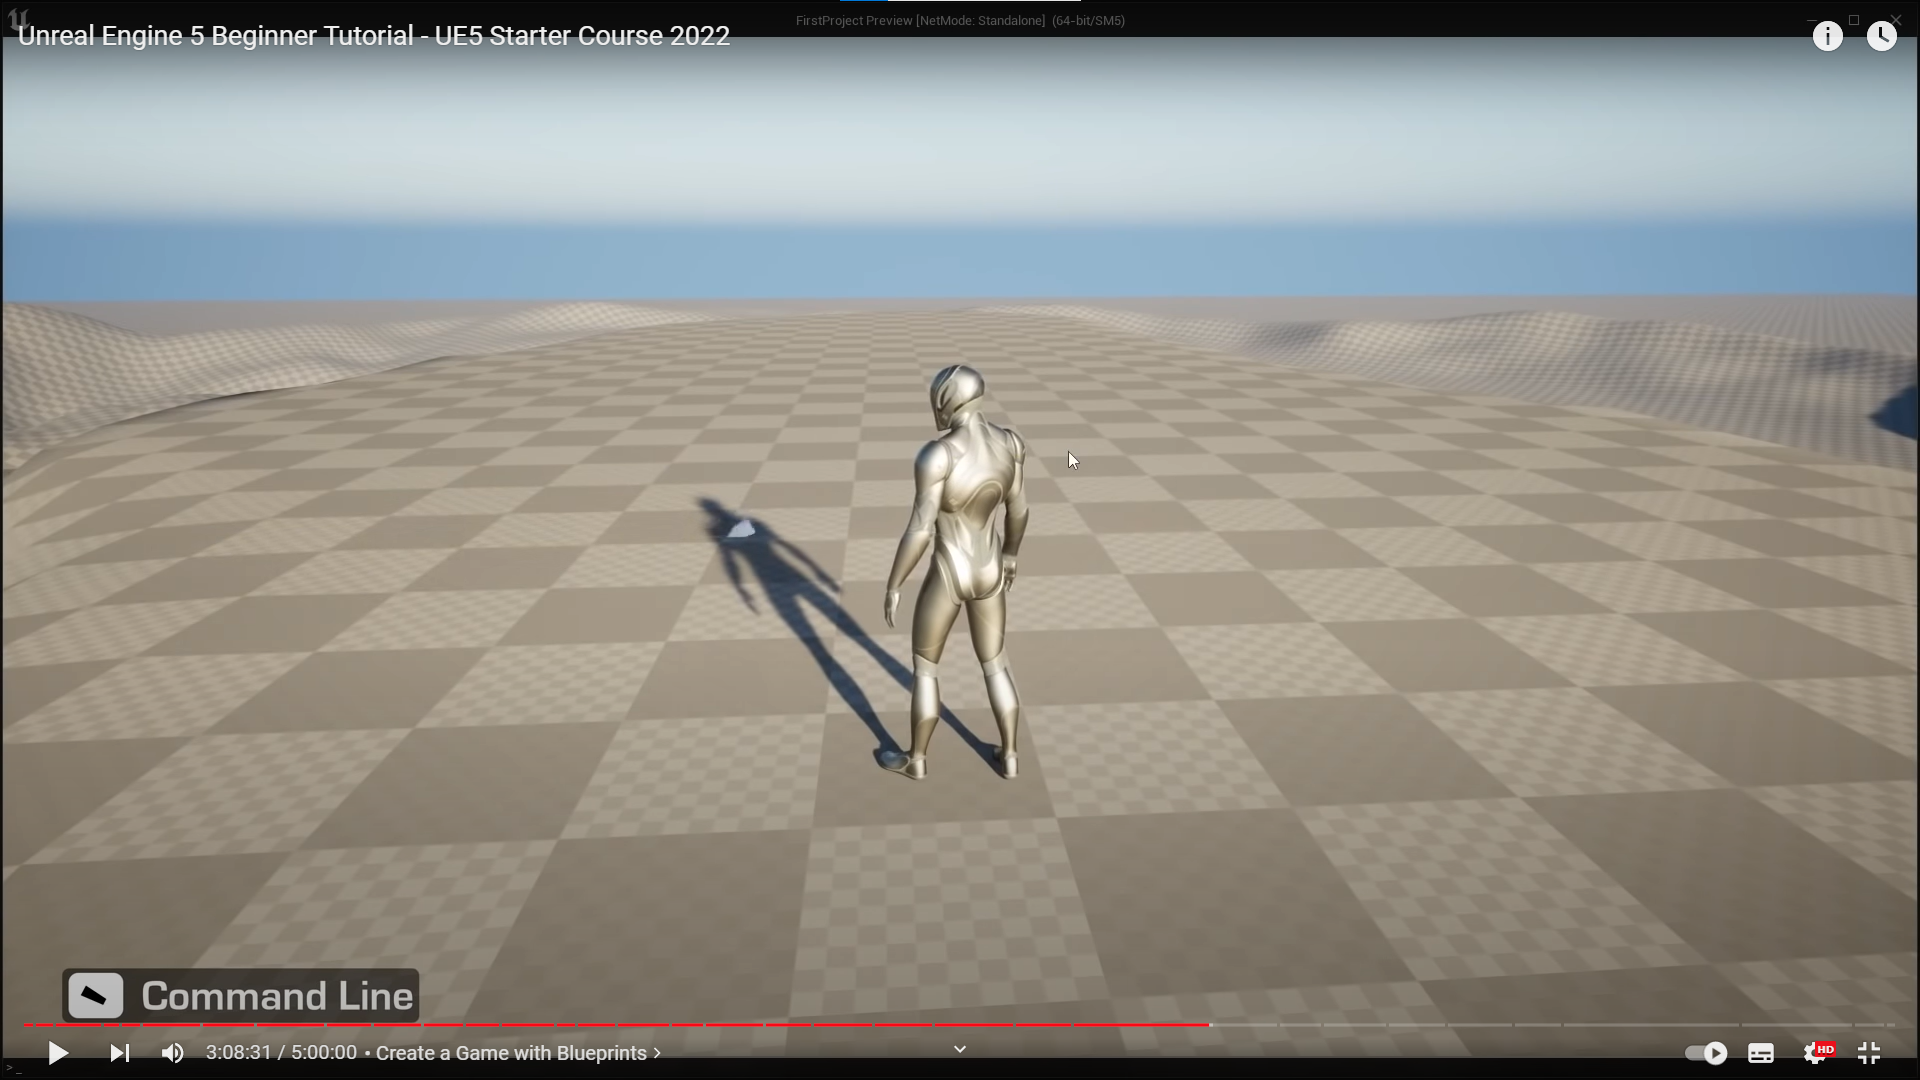 FirstProject Preview [NetMode: Standalone] (64-bit/SM5)
Unreal Engine 5 Beginner Tutorial - UE5 Starter Course 2022
Command Line
3:08:31 / 5:00:00 • Create a Game with Blueprints >
HD
>_